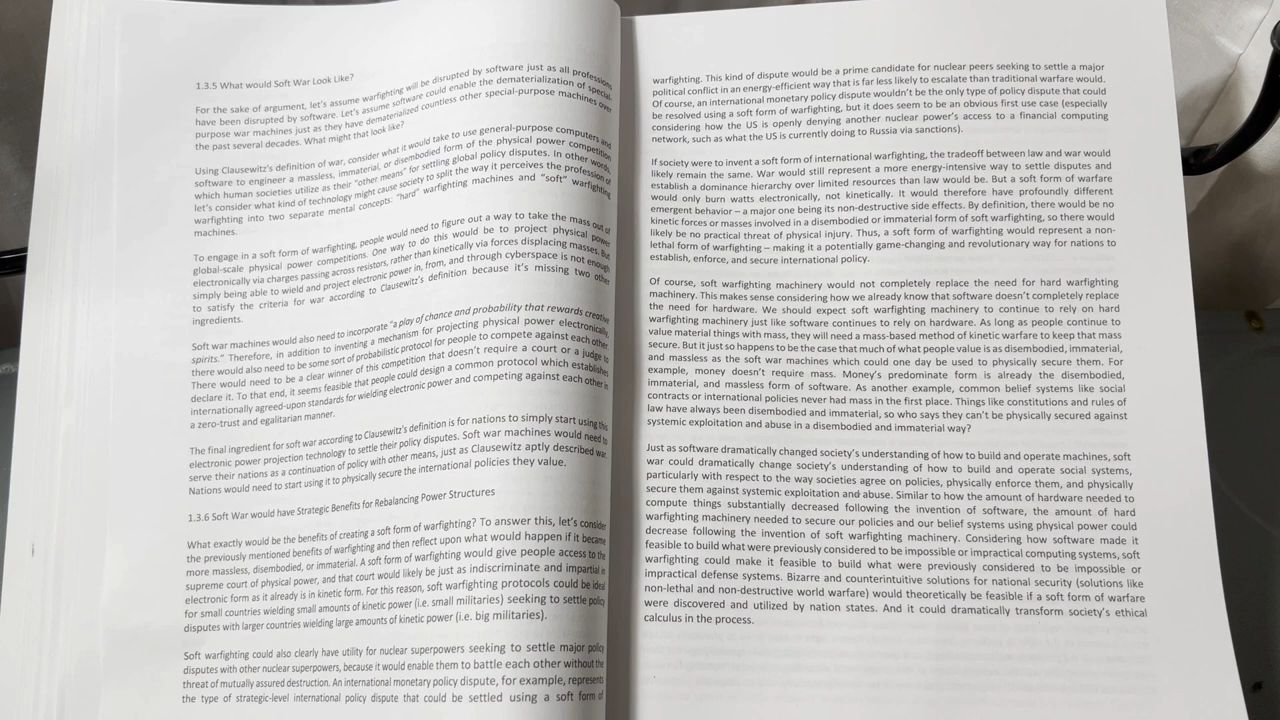 1.3.5 What would Soft War Look Like?
For the sake of argument, let's assume warfighting will be disrupted by software just as all professions
have been disrupted by software. Let's assume software could enable the dematerialization of special-
purpose war machines just as they have dematerialized countless other special-purpose machines over
the past several decades. What might that look like?
Using Clausewitz's definition of war, consider what it would take to use general-purpose computers and
software to engineer a massless, immaterial, or disembodied form of the physical power competition
which human societies utilize as their "other means" for settling global policy disputes. In other words,
let's consider what kind of technology might cause society to split the way it perceives the profession of
warfighting into two separate mental concepts: "hard" warfighting machines and "soft" warfighting
machines.
To engage in a soft form of warfighting, people would need to figure out a way to take the mass out of
global-scale physical power competitions. One way to do this would be to project physical power
electronically via charges passing across resistors, rather than kinetically via forces displacing masses. But
simply being able to wield and project electronic power in, from, and through cyberspace is not enough
to satisfy the criteria for war according to Clausewitz's definition because it's missing two other
ingredients.
Soft war machines would also need to incorporate "a play of chance and probability that rewards creative
spirits." Therefore, in addition to inventing a mechanism for projecting physical power electronically,
there would also need to be some sort of probabilistic protocol for people to compete against each other.
There would need to be a clear winner of this competition that doesn't require a court or a judge to
declare it. To that end, it seems feasible that people could design a common protocol which establishes
internationally agreed-upon standards for wielding electronic power and competing against each other in
a zero-trust and egalitarian manner.
The final ingredient for soft war according to Clausewitz's definition is for nations to simply start using this
electronic power projection technology to settle their policy disputes. Soft war machines would need to
serve their nations as a continuation of policy with other means, just as Clausewitz aptly described war.
Nations would need to start using it to physically secure the international policies they value.
1.3.6 Soft War would have Strategic Benefits for Rebalancing Power Structures
What exactly would be the benefits of creating a soft form of warfighting? To answer this, let's consider
the previously mentioned benefits of warfighting and then reflect upon what would happen if it became
more massless, disembodied, or immaterial. A soft form of warfighting would give people access to the
supreme court of physical power, and that court would likely be just as indiscriminate and impartial in
electronic form as it already is in kinetic form. For this reason, soft warfighting protocols could be ideal
for small countries wielding small amounts of kinetic power (i.e. small militaries) seeking to settle policy
disputes with larger countries wielding large amounts of kinetic power (i.e. big militaries).
Soft warfighting could also clearly have utility for nuclear superpowers seeking to settle major policy
disputes with other nuclear superpowers, because it would enable them to battle each other without the
threat of mutually assured destruction. An international monetary policy dispute, for example, represents
the type of strategic-level international policy dispute that could be settled using a soft form of
warfighting. This kind of dispute would be a prime candidate for nuclear peers seeking to settle a major
political conflict in an energy-efficient way that is far less likely to escalate than traditional warfare would.
Of course, an international monetary policy dispute wouldn't be the only type of policy dispute that could
be resolved using a soft form of warfighting, but it does seem to be an obvious first use case (especially
considering how the US is openly denying another nuclear power's access to a financial computing
network, such as what the US is currently doing to Russia via sanctions).
If society were to invent a soft form of international warfighting, the tradeoff between law and war would
likely remain the same. War would still represent a more energy-intensive way to settle disputes and
establish a dominance hierarchy over limited resources than law would be. But a soft form of warfare
would only burn watts electronically, not kinetically. It would therefore have profoundly different
emergent behavior – a major one being its non-destructive side effects. By definition, there would be no
kinetic forces or masses involved in a disembodied or immaterial form of soft warfighting, so there would
likely be no practical threat of physical injury. Thus, a soft form of warfighting would represent a non-
lethal form of warfighting – making it a potentially game-changing and revolutionary way for nations to
establish, enforce, and secure international policy.
Of course, soft warfighting machinery would not completely replace the need for hard warfighting
machinery. This makes sense considering how we already know that software doesn't completely replace
the need for hardware. We should expect soft warfighting machinery to continue to rely on hard
warfighting machinery just like software continues to rely on hardware. As long as people continue to
value material things with mass, they will need a mass-based method of kinetic warfare to keep that mass
secure. But it just so happens to be the case that much of what people value is as disembodied, immaterial,
and massless as the soft war machines which could one day be used to physically secure them. For
example, money doesn't require mass. Money's predominate form is already the disembodied,
immaterial, and massless form of software. As another example, common belief systems like social
contracts or international policies never had mass in the first place. Things like constitutions and rules of
law have always been disembodied and immaterial, so who says they can't be physically secured against
systemic exploitation and abuse in a disembodied and immaterial way?
Just as software dramatically changed society's understanding of how to build and operate machines, soft
war could dramatically change society's understanding of how to build and operate social systems,
particularly with respect to the way societies agree on policies, physically enforce them, and physically
secure them against systemic exploitation and abuse. Similar to how the amount of hardware needed to
compute things substantially decreased following the invention of software, the amount of hard
warfighting machinery needed to secure our policies and our belief systems using physical power could
decrease following the invention of soft warfighting machinery. Considering how software made it
feasible to build what were previously considered to be impossible or impractical computing systems, soft
warfighting could make it feasible to build what were previously considered to be impossible or
impractical defense systems. Bizarre and counterintuitive solutions for national security (solutions like
non-lethal and non-destructive world warfare) would theoretically be feasible if a soft form of warfare
were discovered and utilized by nation states. And it could dramatically transform society's ethical
calculus in the process.